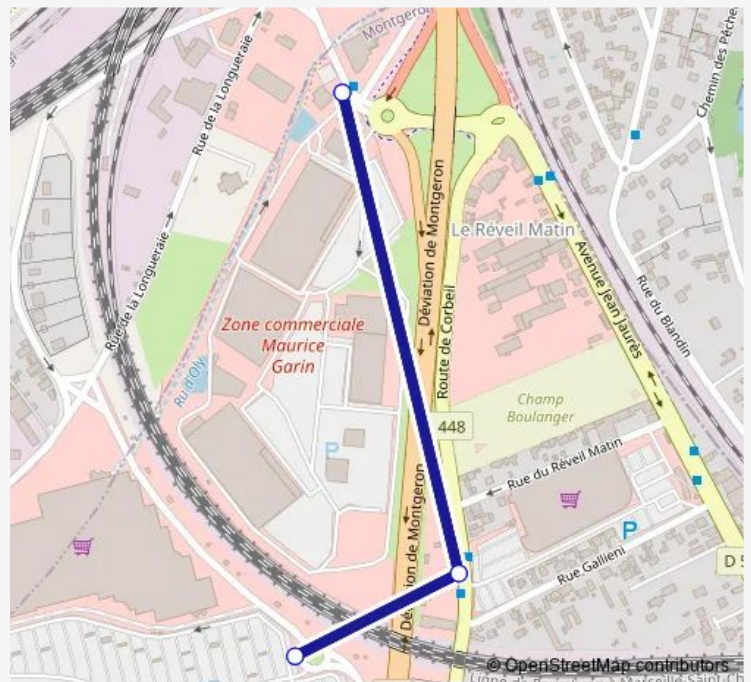 Montgeron
Chemin des Pêche
Rue de la Longueraie
Déviation de Montgeron
Le Réveil Matin
Avenue Jean Jaurès
Rue du Blandin
Rue de la Longueraie
Zone commerciale
Maurice
Garin
Ru d'Oly
Route de Corbeil
Champ
Boulanger
448
P
Rue du Réveil Matin
Déviation de Montgeron
P
Rue Gallieni
D 5
© OpenStreetMap contributors